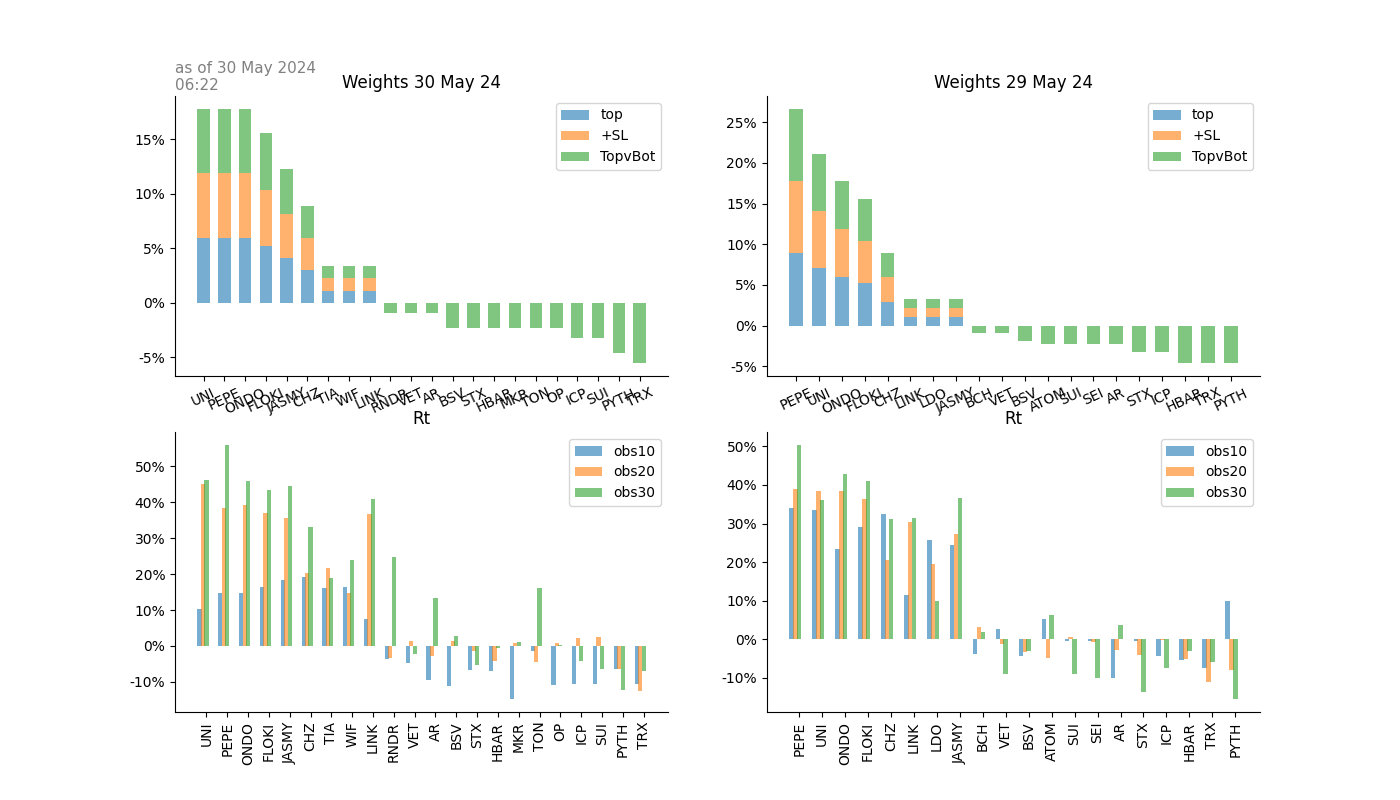 as of 30 May 2024
06:22
Weights 30 May 24
Weights 29 May 24
top
+SL
TopvBot
15%
10%
5%
0%
-5%
UNI
PEPE
ONDO
FLOKI
JASMY
CHZ
TIA
WIF
LINK
RNDR
VET
AR
BSV
STX
HBAR
MKR
TON
OP
ICP
SUI
PYTH
TRX
top
+SL
TopvBot
25%
20%
15%
10%
5%
0%
-5%
PEPE
UNI
ONDO
FLOKI
CHZ
LINK
LDO
JASMY
BCH
VET
BSV
ATOM
SUI
SEI
AR
STX
ICP
HBAR
TRX
PYTH
Rt
obs10
obs20
obs30
50%
40%
30%
20%
10%
0%
-10%
UNI
PEPE
ONDO
FLOKI
JASMY
CHZ
TIA
WIF
LINK
RNDR
VET
AR
BSV
STX
HBAR
MKR
TON
OP
ICP
SUI
PYTH
TRX
Rt
obs10
obs20
obs30
50%
40%
30%
20%
10%
0%
-10%
PEPE
UNI
ONDO
FLOKI
CHZ
LINK
LDO
JASMY
BCH
VET
BSV
ATOM
SUI
SEI
AR
STX
ICP
HBAR
TRX
PYTH